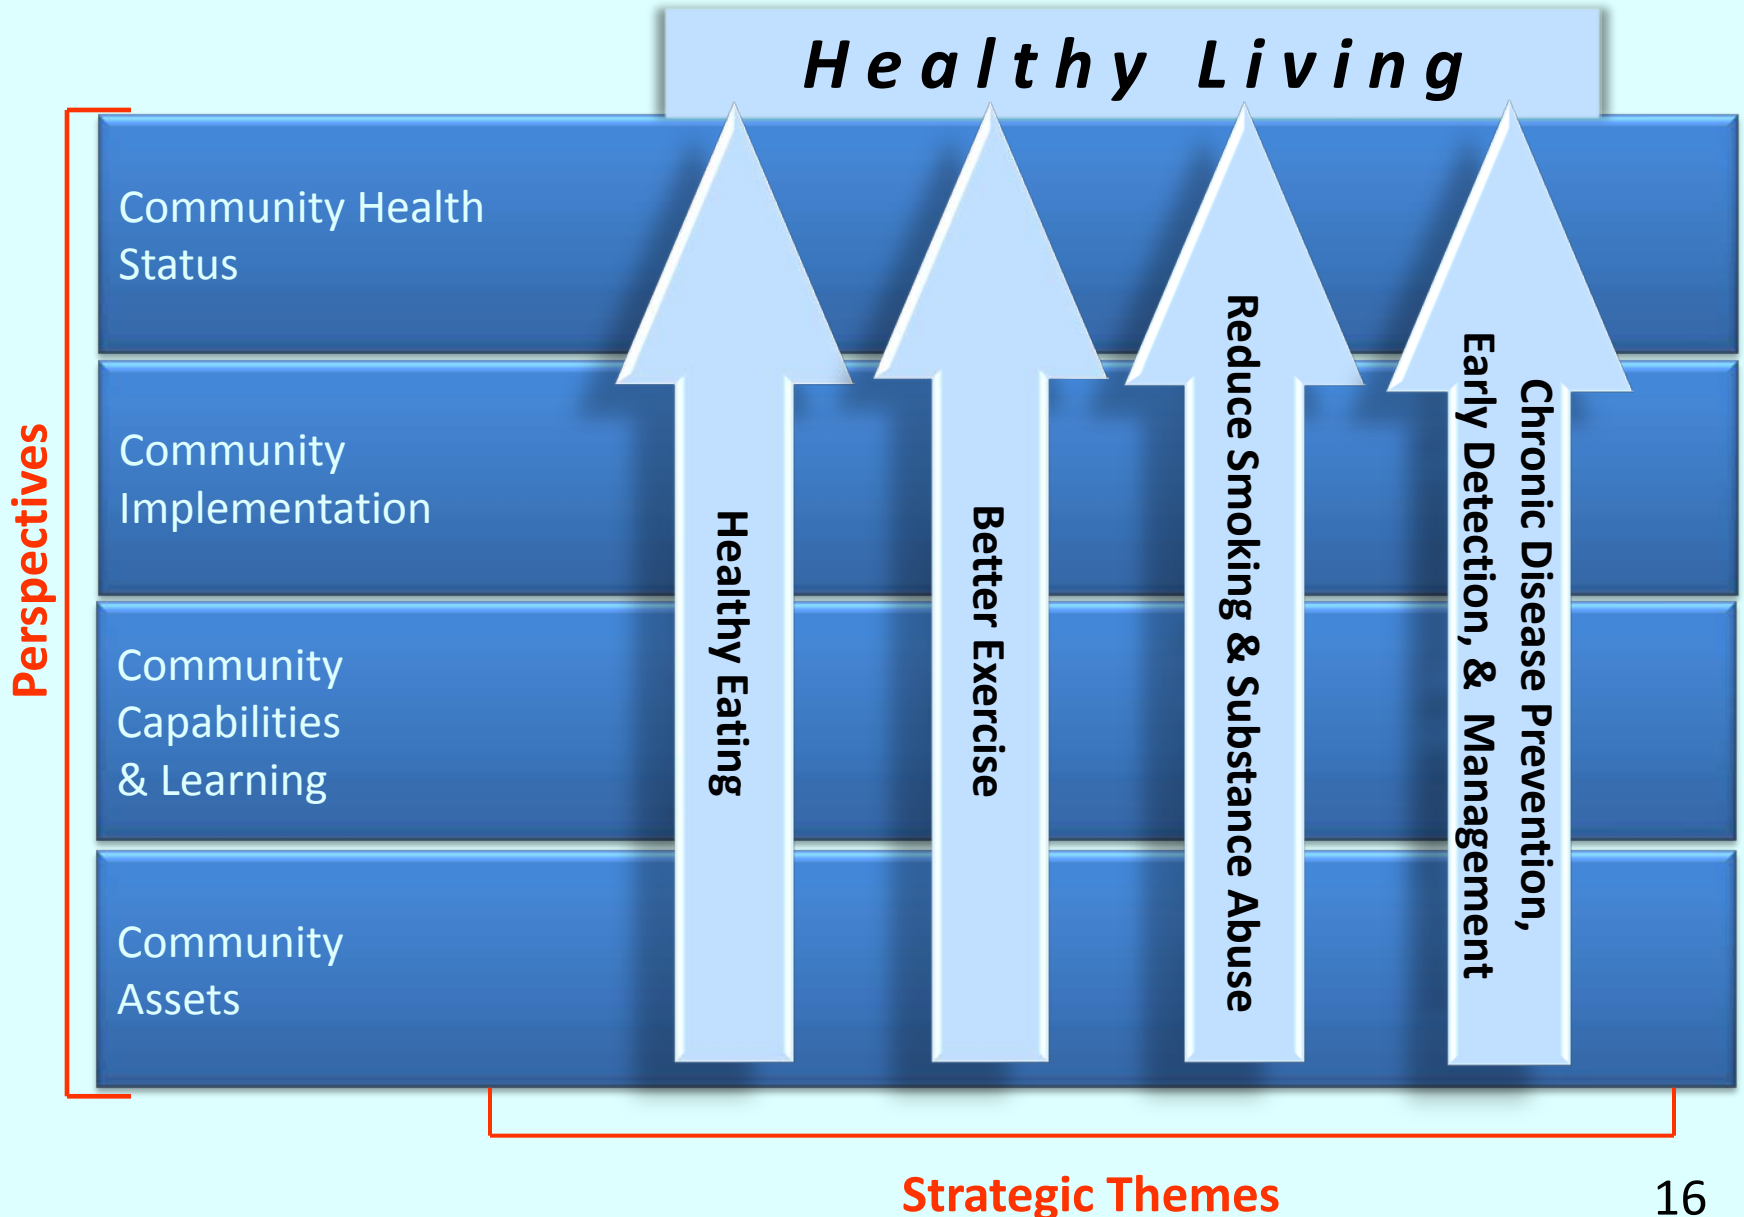 Healthy Living
Perspectives
Community Health
Status
Community
Implementation
Community
Capabilities
& Learning
Community
Assets
Healthy Eating
Better Exercise
Reduce Smoking & Substance Abuse
Chronic Disease Prevention,
Early Detection, & Management
Strategic Themes
16